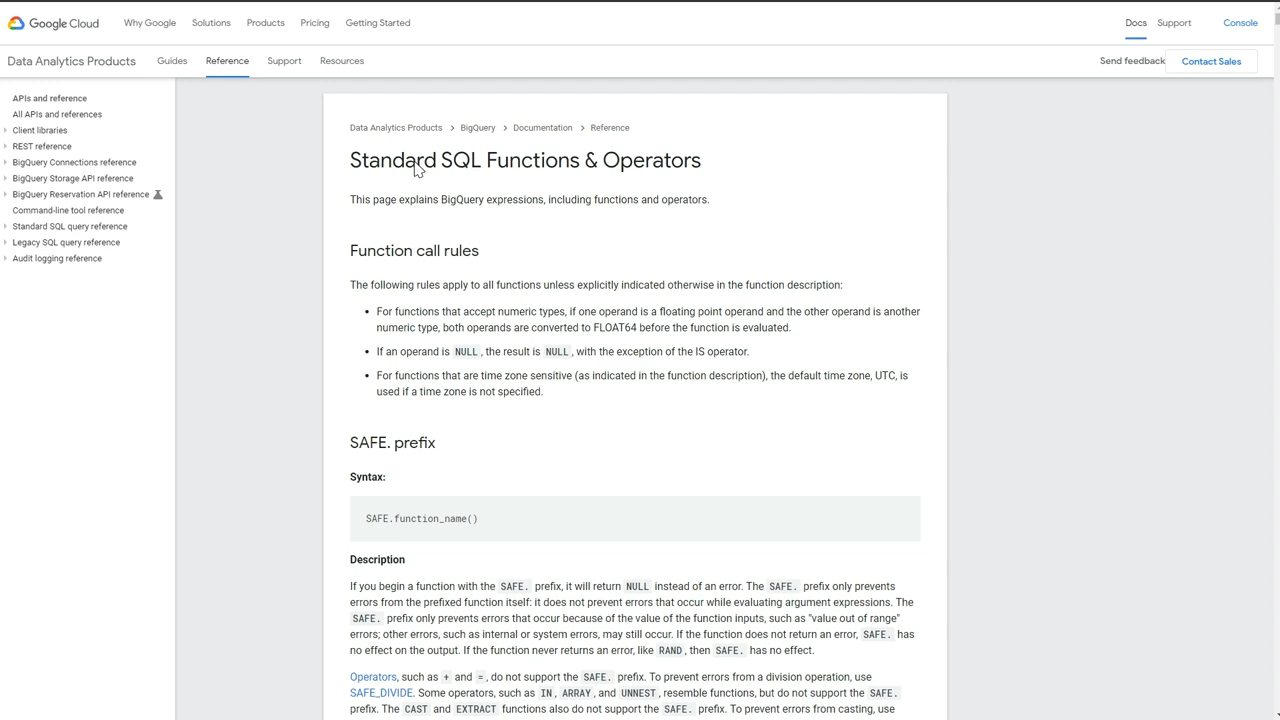 Google Cloud
Why Google Solutions Products Pricing Getting Started
Docs Support Console
Data Analytics Products Guides Reference Support Resources
Send feedback Contact Sales
APIs and reference
All APIs and references
Client libraries
REST reference
BigQuery Connections reference
BigQuery Storage API reference
BigQuery Reservation API reference
Command-line tool reference
Standard SQL query reference
Legacy SQL query reference
Audit logging reference
Data Analytics Products > BigQuery > Documentation > Reference
Standard SQL Functions & Operators
This page explains BigQuery expressions, including functions and operators.
Function call rules
The following rules apply to all functions unless explicitly indicated otherwise in the function description:
• For functions that accept numeric types, if one operand is a floating point operand and the other operand is another
numeric type, both operands are converted to FLOAT64 before the function is evaluated.
• If an operand is NULL, the result is NULL, with the exception of the IS operator.
• For functions that are time zone sensitive (as indicated in the function description), the default time zone, UTC, is
used if a time zone is not specified.
SAFE. prefix
Syntax:
SAFE.function_name()
Description
If you begin a function with the SAFE. prefix, it will return NULL instead of an error. The SAFE. prefix only prevents
errors from the prefixed function itself: it does not prevent errors that occur while evaluating argument expressions. The
SAFE. prefix only prevents errors that occur because of the value of the function inputs, such as "value out of range"
errors; other errors, such as internal or system errors, may still occur. If the function does not return an error, SAFE. has
no effect on the output. If the function never returns an error, like RAND, then SAFE. has no effect.
Operators, such as + and =, do not support the SAFE. prefix. To prevent errors from a division operation, use
SAFE_DIVIDE. Some operators, such as IN, ARRAY, and UNNEST, resemble functions, but do not support the SAFE.
prefix. The CAST and EXTRACT functions also do not support the SAFE. prefix. To prevent errors from casting, use